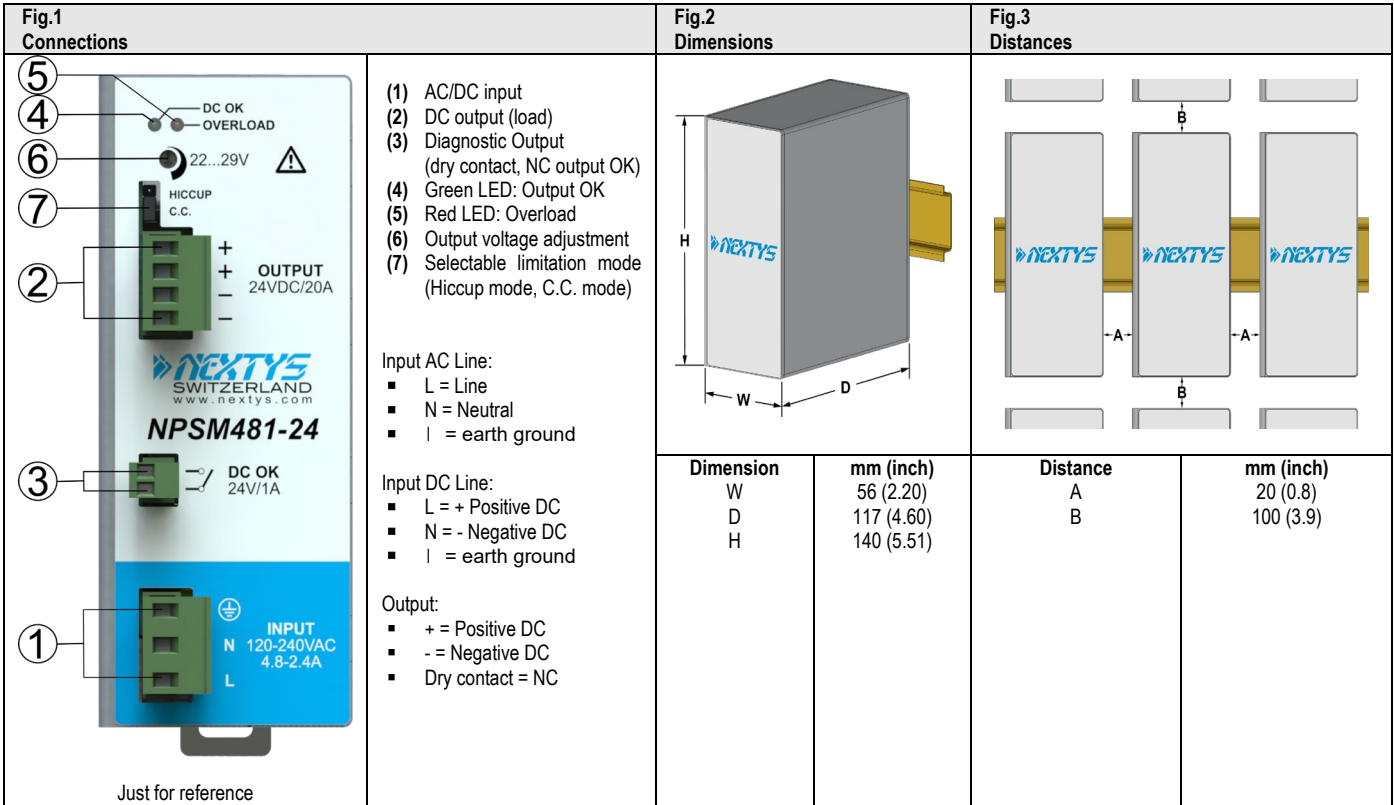 Fig.1
Connections
Fig.2
Dimensions
Fig.3
Distances
5
4
6
7
2
3
1
DC OK
OVERLOAD
22...29V
HICCUP
C.C.
+
+
–
–
OUTPUT
24VDC/20A
NEXTYS
SWITZERLAND
www.nextys.com
NPSM481-24
DC OK
24V/1A
INPUT
N 120-240VAC
4.8-2.4A
L
Just for reference
(1) AC/DC input
(2) DC output (load)
(3) Diagnostic Output
(dry contact, NC output OK)
(4) Green LED: Output OK
(5) Red LED: Overload
(6) Output voltage adjustment
(7) Selectable limitation mode
(Hiccup mode, C.C. mode)
Input AC Line:
▪ L = Line
▪ N = Neutral
▪ ⏐ = earth ground
Input DC Line:
▪ L = + Positive DC
▪ N = - Negative DC
▪ ⏐ = earth ground
Output:
▪ + = Positive DC
▪ - = Negative DC
▪ Dry contact = NC
H
NEXTYS
W
D
Dimension mm (inch)
W 56 (2.20)
D 117 (4.60)
H 140 (5.51)
B
NEXTYS NEXTYS NEXTYS
A A
B
Distance mm (inch)
A 20 (0.8)
B 100 (3.9)